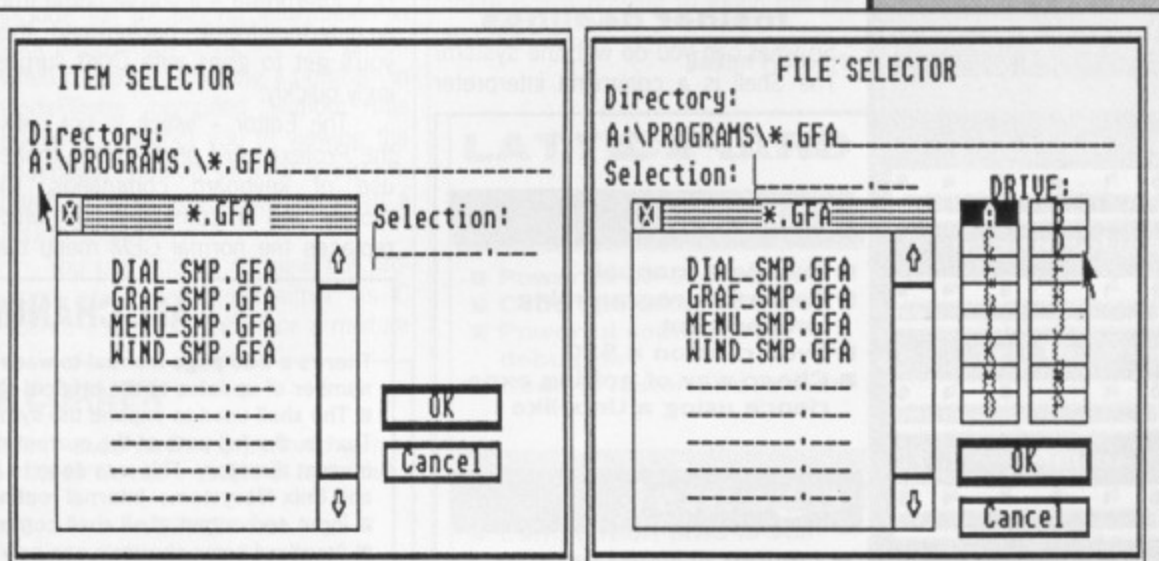 ITEM SELECTOR
Directory:
A:\PROGRAMS.\*.GFA
*.GFA
Selection:
DIAL_SMP.GFA
GRAF_SMP.GFA
MENU_SMP.GFA
WIND_SMP.GFA
OK
Cancel
FILE SELECTOR
Directory:
A:\PROGRAMS\*.GFA
Selection:
DRIVE:
*.GFA
A B
DIAL_SMP.GFA
GRAF_SMP.GFA
MENU_SMP.GFA
WIND_SMP.GFA
OK
Cancel